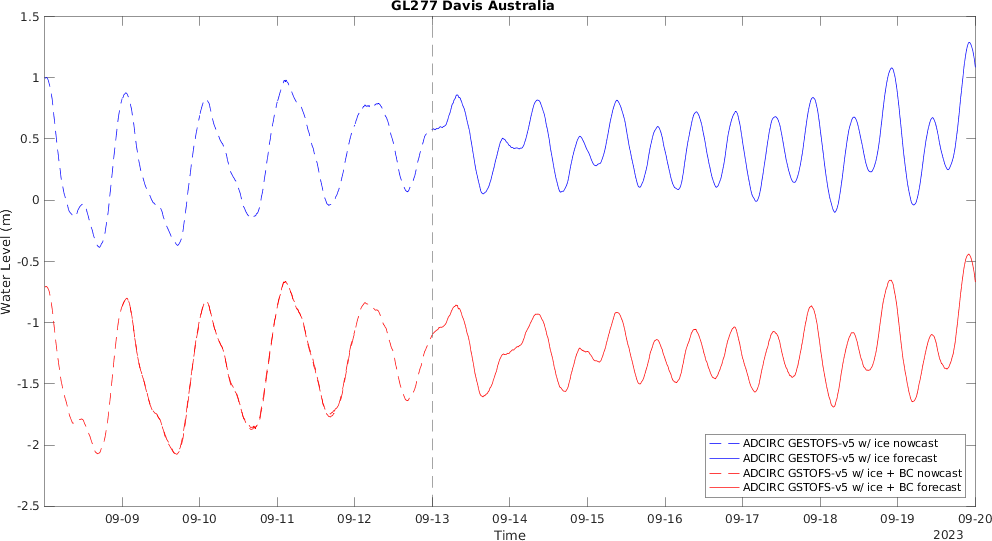 GL277 Davis Australia
1.5
1
0.5
0
-0.5
-1
-1.5
-2
-2.5
Water Level (m)
ADCIRC GESTOFS-v5 w/ ice nowcast
ADCIRC GESTOFS-v5 w/ ice forecast
ADCIRC GSTOFS-v5 w/ ice + BC nowcast
ADCIRC GSTOFS-v5 w/ ice + BC forecast
09-09 09-10 09-11 09-12 09-13 09-14 09-15 09-16 09-17 09-18 09-19 09-20
Time
2023